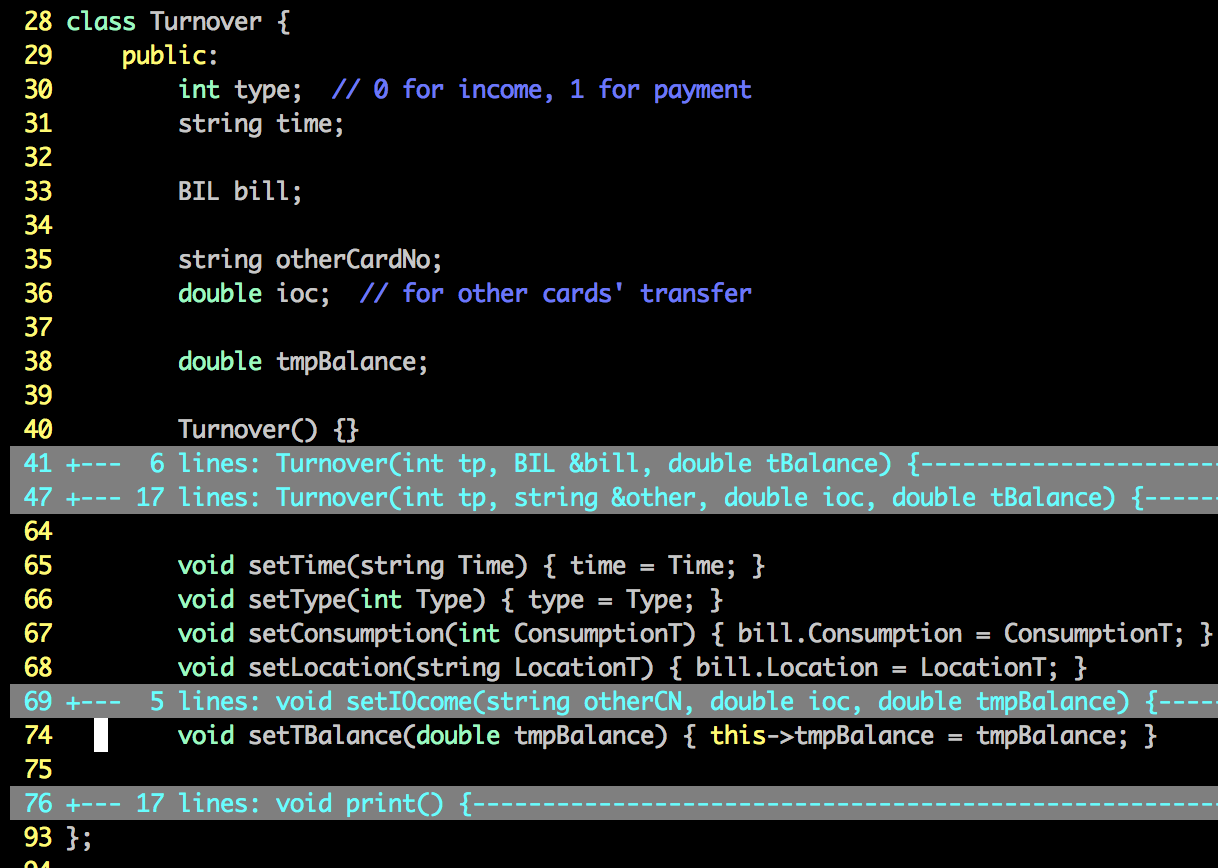 28 class Turnover {
29     public:
30         int type;  // 0 for income, 1 for payment
31         string time;
32
33         BIL bill;
34
35         string otherCardNo;
36         double ioc;  // for other cards' transfer
37
38         double tmpBalance;
39
40         Turnover() {}
41 +---  6 lines: Turnover(int tp, BIL &bill, double tBalance) {---------------------
47 +--- 17 lines: Turnover(int tp, string &other, double ioc, double tBalance) {-----
64
65         void setTime(string Time) { time = Time; }
66         void setType(int Type) { type = Type; }
67         void setConsumption(int ConsumptionT) { bill.Consumption = ConsumptionT; }
68         void setLocation(string LocationT) { bill.Location = LocationT; }
69 +---  5 lines: void setIOcome(string otherCN, double ioc, double tmpBalance) {----
74         void setTBalance(double tmpBalance) { this->tmpBalance = tmpBalance; }
75
76 +--- 17 lines: void print() {-----------------------------------------------------
93 };